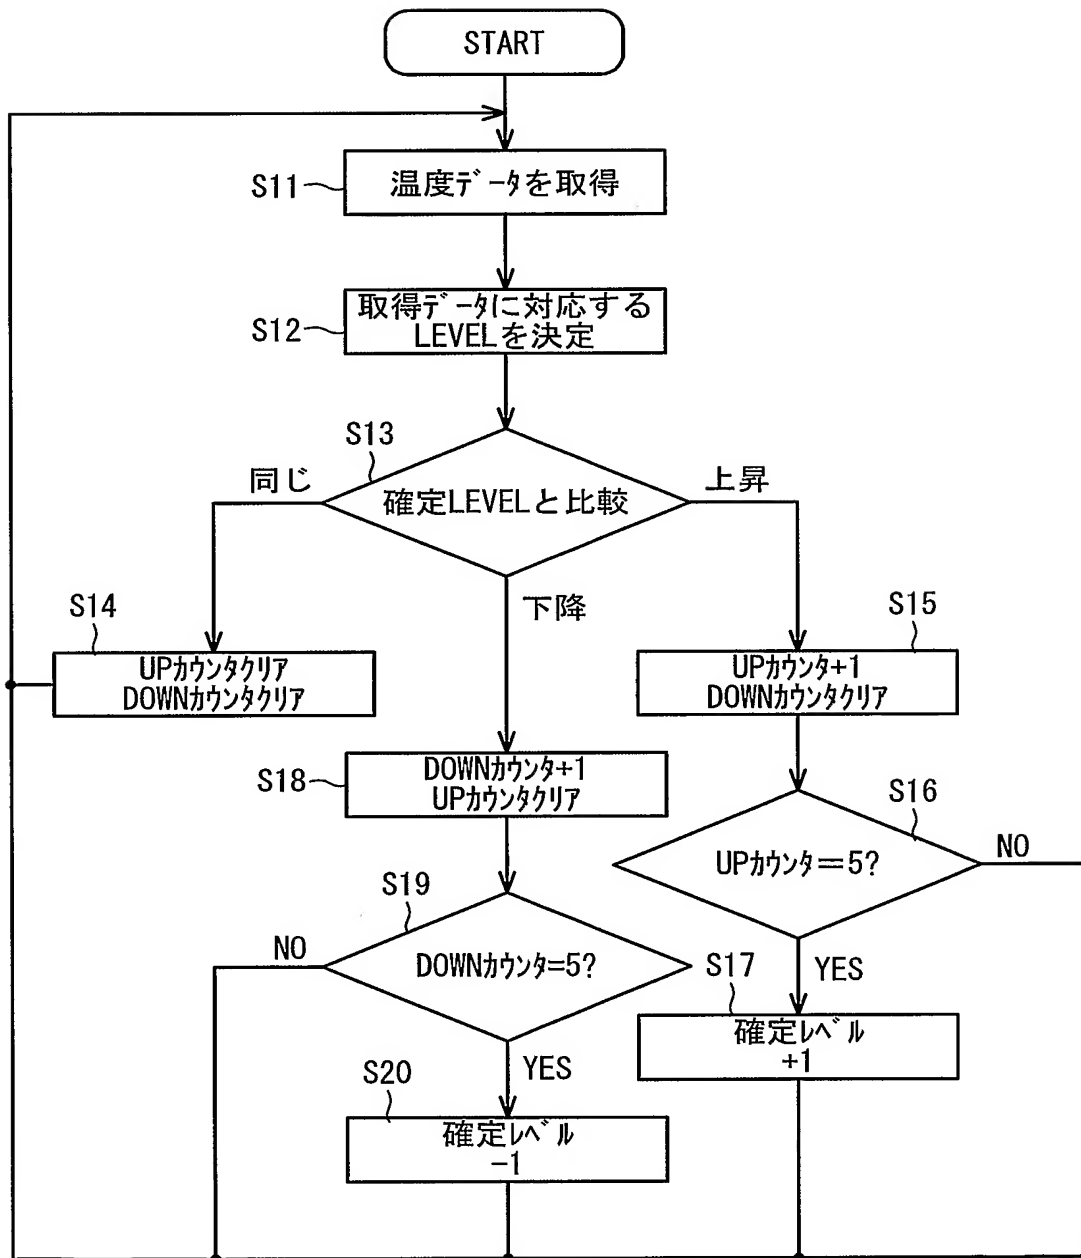 START
S11
温度データを取得
S12
取得データに対応する
LEVELを決定
S13
同じ
確定LEVELと比較
上昇
下降
S14
UPカウンタクリア
DOWNカウンタクリア
S15
UPカウンタ+1
DOWNカウンタクリア
S18
DOWNカウンタ+1
UPカウンタクリア
S16
UPカウンタ=5?
NO
S19
NO
DOWNカウンタ=5?
YES
S17
確定レベル
+1
YES
S20
確定レベル
-1